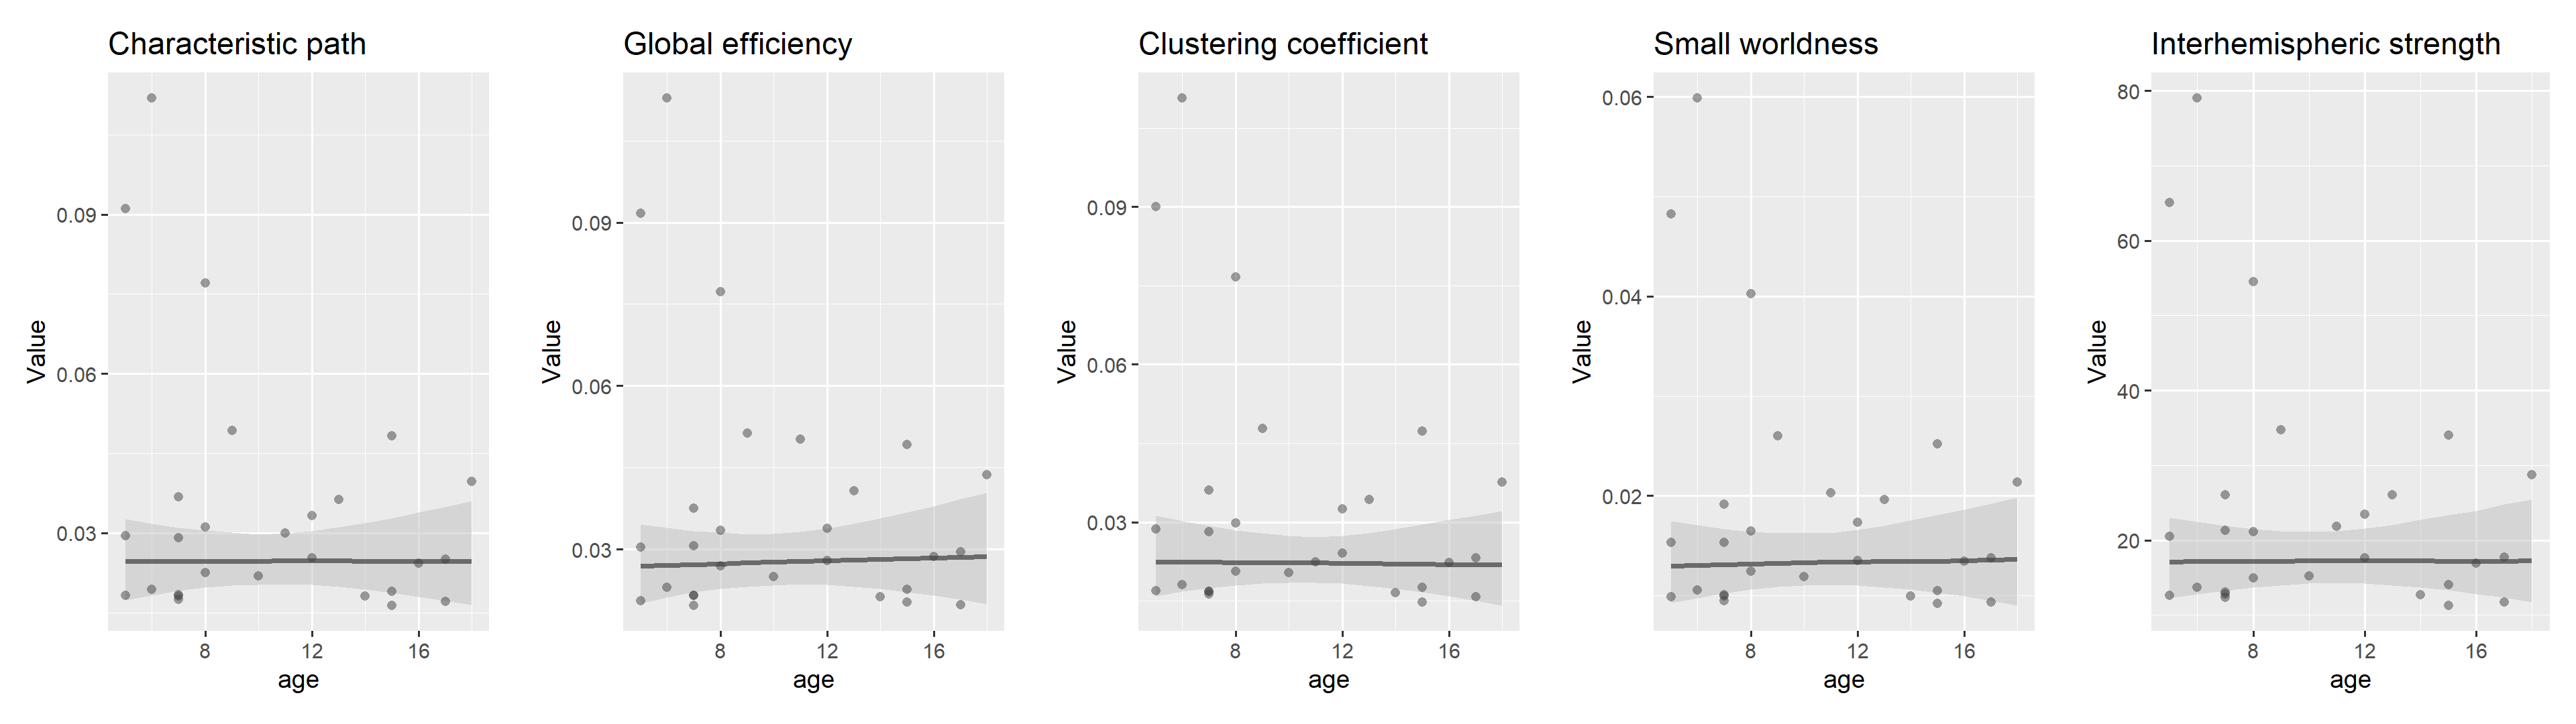 Characteristic path
Value
0.09
0.06
0.03
8 12 16
age
Global efficiency
Value
0.09
0.06
0.03
8 12 16
age
Clustering coefficient
Value
0.09
0.06
0.03
8 12 16
age
Small worldness
Value
0.06
0.04
0.02
8 12 16
age
Interhemispheric strength
Value
80
60
40
20
8 12 16
age